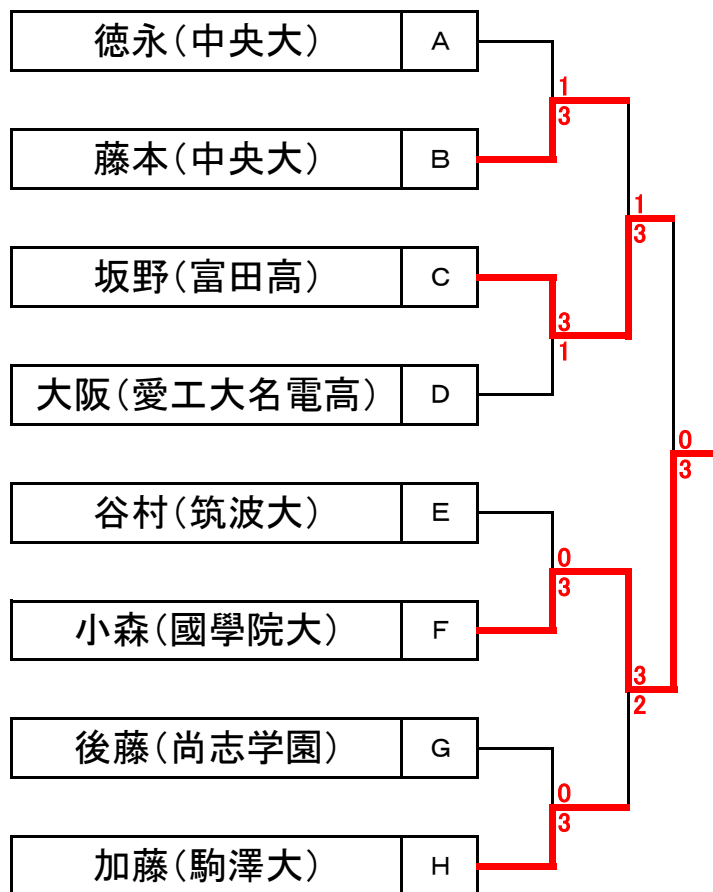 徳永（中央大） A
1
3
藤本（中央大） B
1
3
坂野（富田高） C
3
1
大阪（愛工大名電高） D
0
3
谷村（筑波大） E
0
3
小森（國學院大） F
3
2
後藤（尚志学園） G
0
3
加藤（駒澤大） H